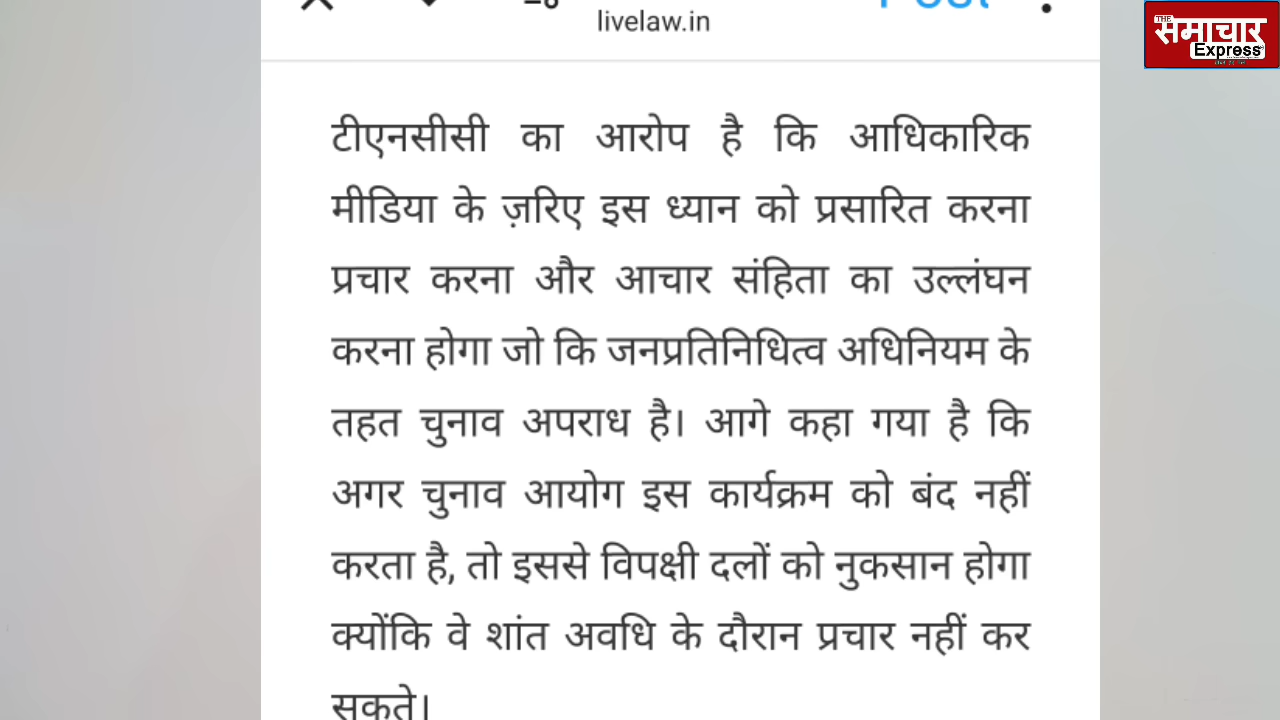 livelaw.in
THE
समाचार
Express
टीएनसीसी का आरोप है कि आधिकारिक
मीडिया के ज़रिए इस ध्यान को प्रसारित करना
प्रचार करना और आचार संहिता का उल्लंघन
करना होगा जो कि जनप्रतिनिधित्व अधिनियम के
तहत चुनाव अपराध है। आगे कहा गया है कि
अगर चुनाव आयोग इस कार्यक्रम को बंद नहीं
करता है, तो इससे विपक्षी दलों को नुकसान होगा
क्योंकि वे शांत अवधि के दौरान प्रचार नहीं कर
सकते।